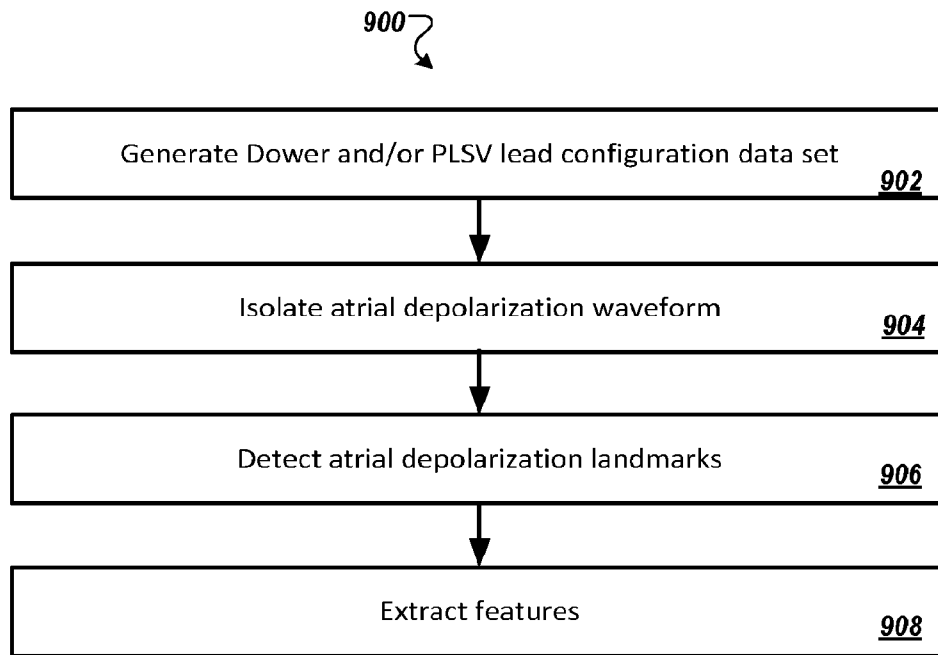 900
Generate Dower and/or PLSV lead configuration data set
902
Isolate atrial depolarization waveform
904
Detect atrial depolarization landmarks
906
Extract features
908